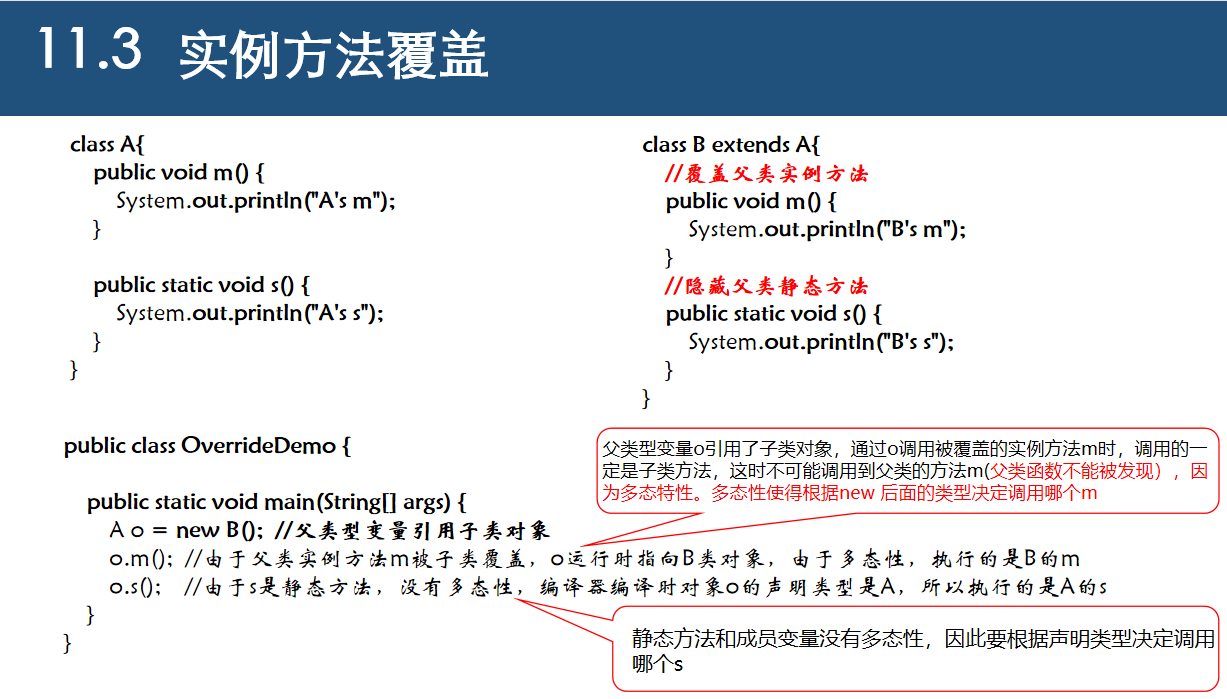 11.3 实例方法覆盖
class A{
public void m() {
System.out.println("A's m");
}
public static void s() {
System.out.println("A's s");
}
}
class B extends A{
//覆盖父类实例方法
public void m() {
System.out.println("B's m");
}
//隐藏父类静态方法
public static void s() {
System.out.println("B's s");
}
}
public class OverrideDemo {
public static void main(String[] args) {
A o = new B(); //父类型变量引用子类对象
o.m(); //由于父类实例方法m被子类覆盖，o运行时指向B类对象，由于多态性，执行的是B的m
o.s(); //由于s是静态方法，没有多态性，编译器编译时对象o的声明类型是A，所以执行的是A的s
}
}
父类型变量o引用了子类对象，通过o调用被覆盖的实例方法m时，调用的一
定是子类方法，这时不可能调用到父类的方法m(父类函数不能被发现），因
为多态特性。多态性使得根据new 后面的类型决定调用哪个m
静态方法和成员变量没有多态性，因此要根据声明类型决定调用
哪个s